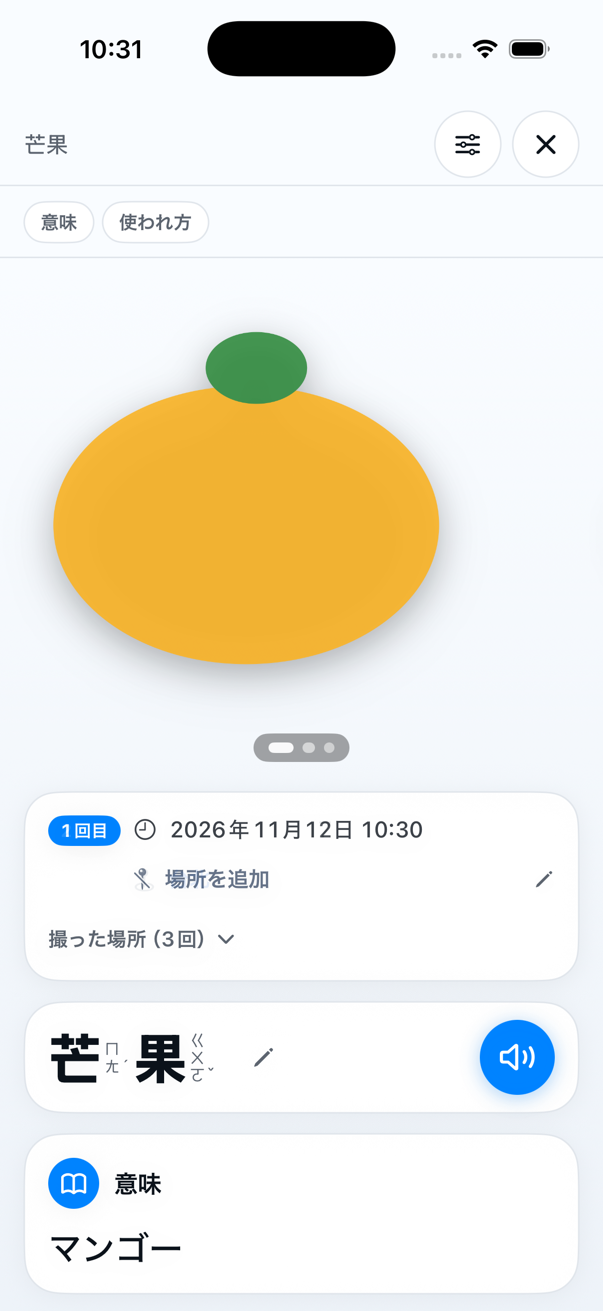 10:31
芒果
意味
使われ方
1回目 2026年11月12日 10:30
場所を追加
撮った場所 (3回)
芒ㄇㄤˊ果ㄍㄨㄛˇ
意味
マンゴー